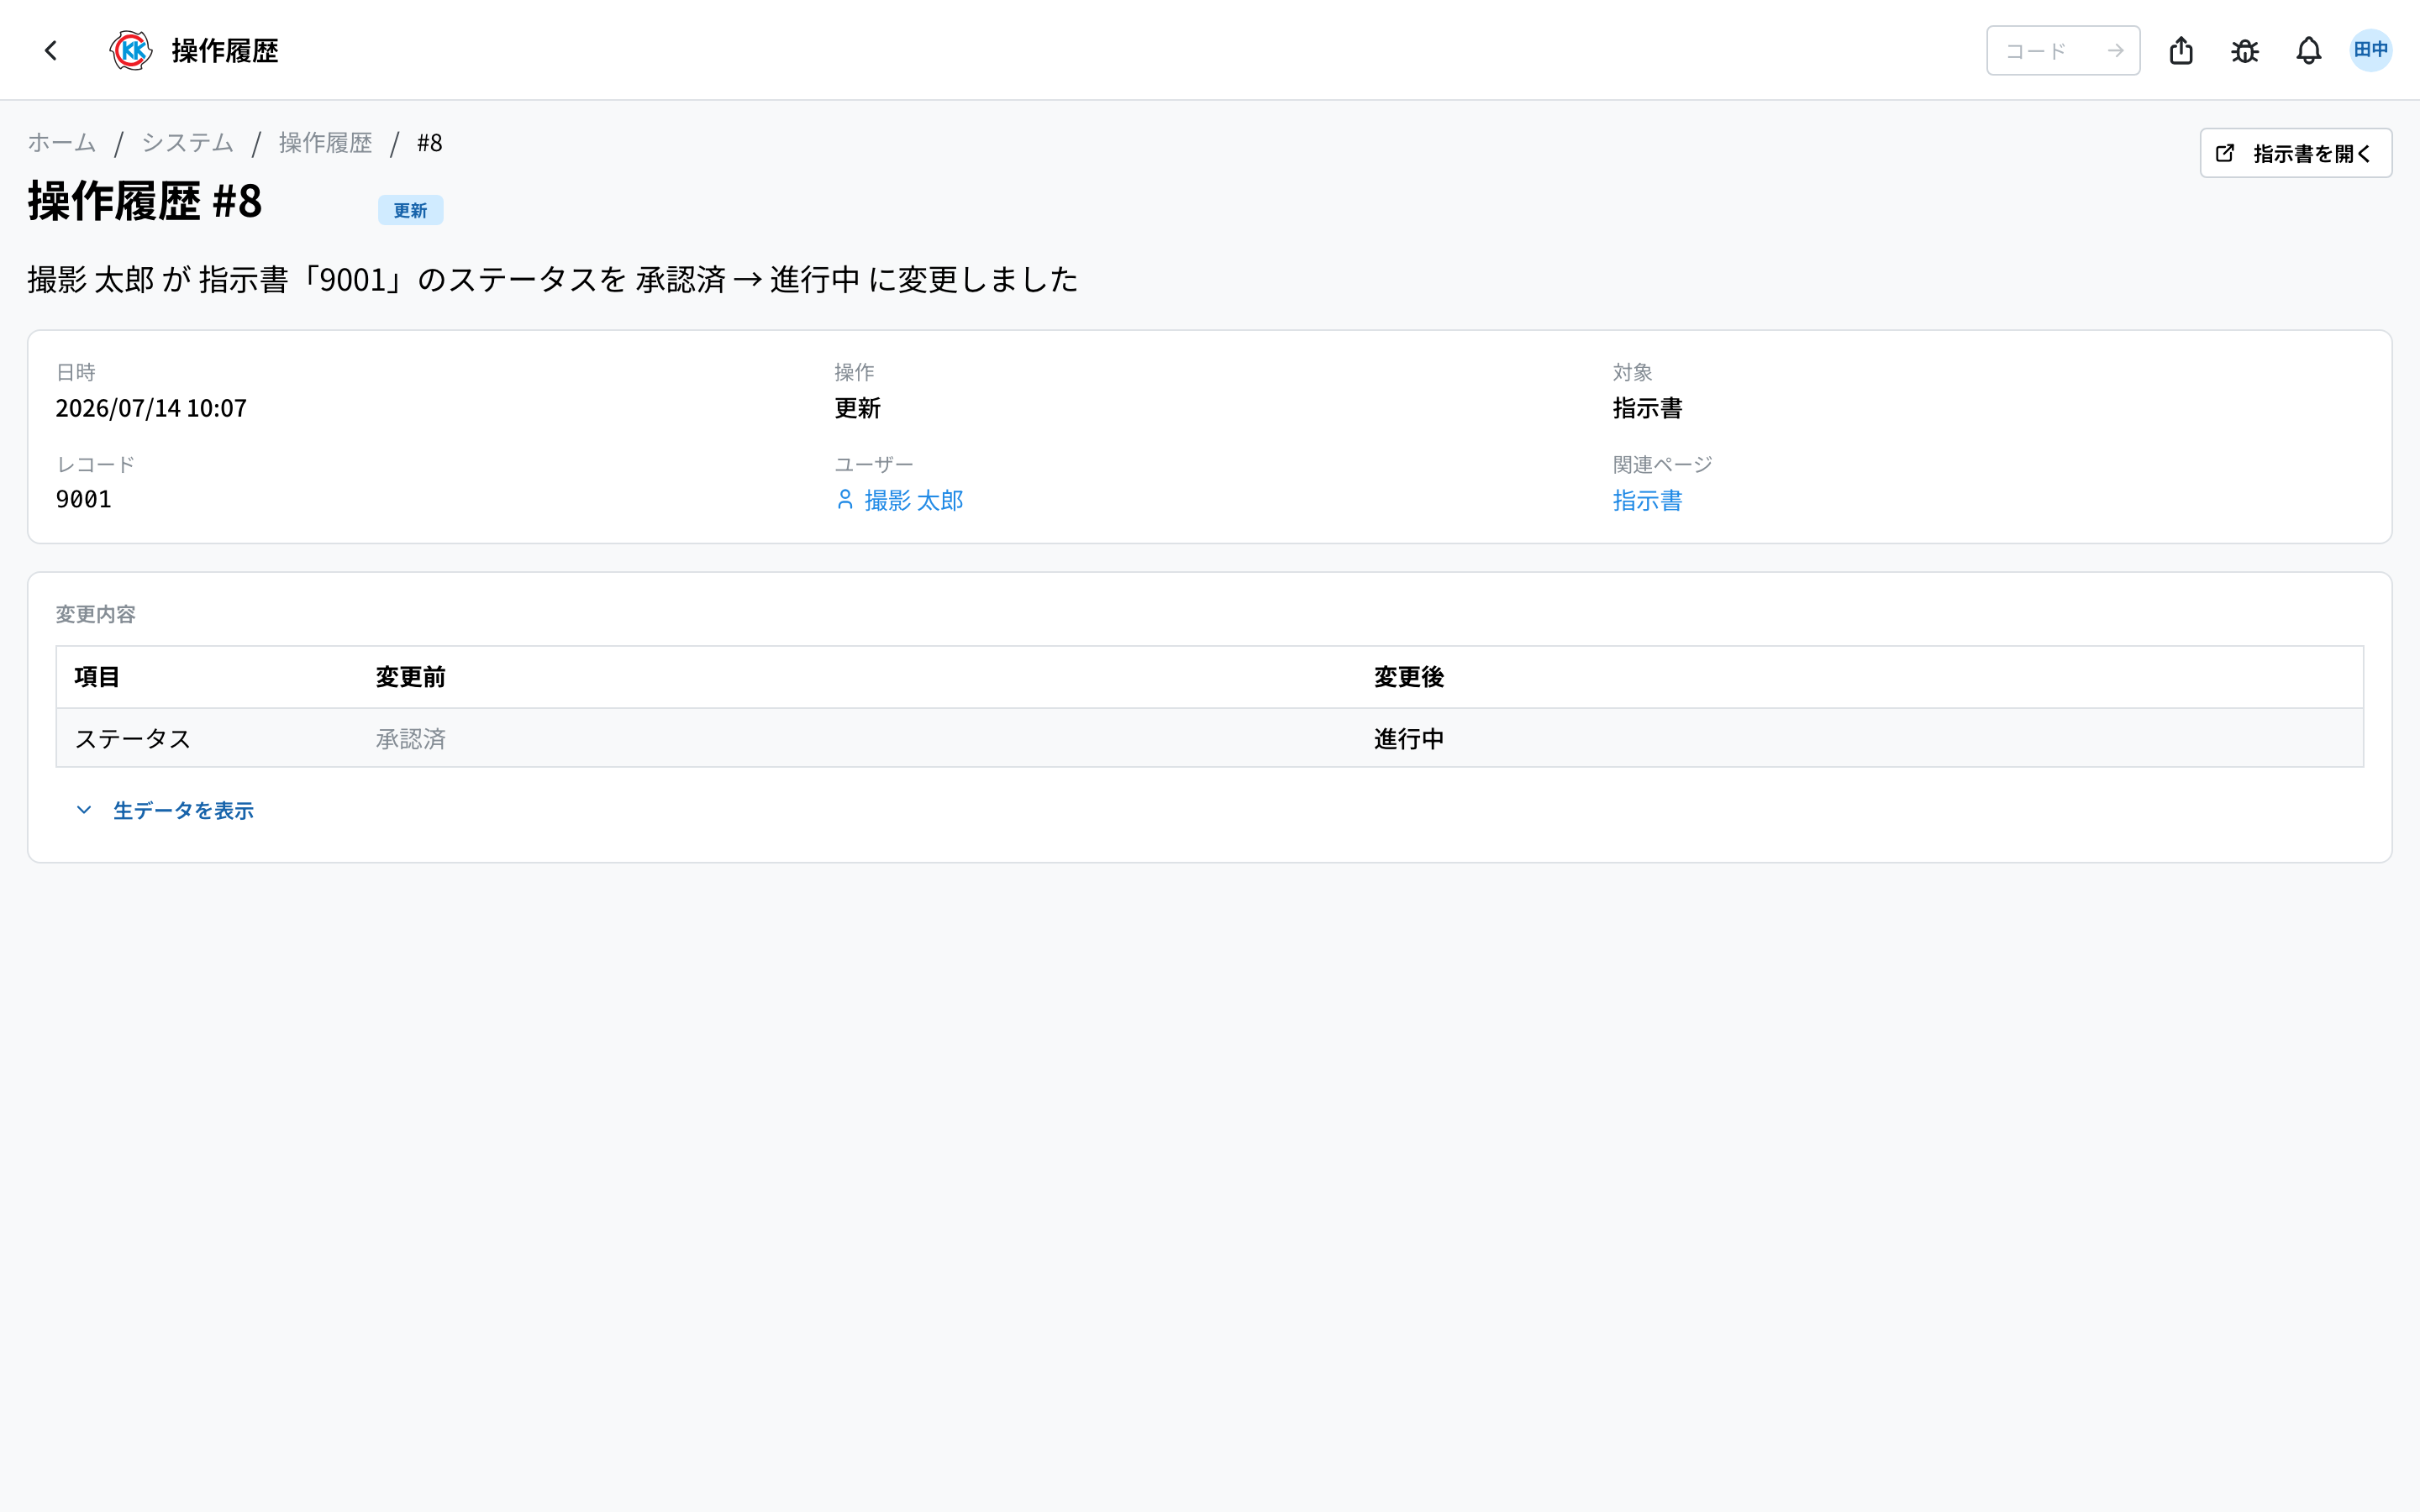 KK 操作履歴
コード → 田中
ホーム / システム / 操作履歴 / #8
指示書を開く
操作履歴 #8 更新
撮影 太郎 が 指示書「9001」のステータスを 承認済 → 進行中 に変更しました
日時 操作 対象
2026/07/14 10:07 更新 指示書
レコード ユーザー 関連ページ
9001 撮影 太郎 指示書
変更内容
項目 変更前 変更後
ステータス 承認済 進行中
生データを表示